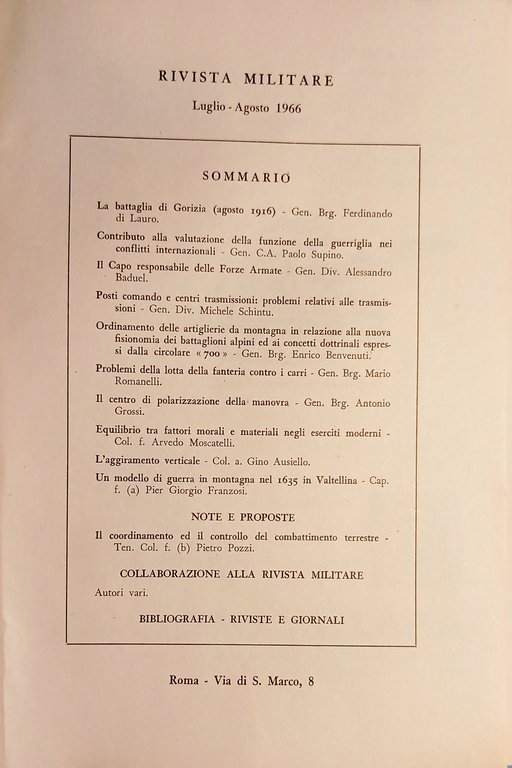 RIVISTA MILITARE
Luglio - Agosto 1966
SOMMARIO
La battaglia di Gorizia (agosto 1916) - Gen. Brg. Ferdinando
di Lauro.
Contributo alla valutazione della funzione della guerriglia nei
conflitti internazionali - Gen. C.A. Paolo Supino.
Il Capo responsabile delle Forze Armate - Gen. Div. Alessandro
Baduel.
Posti comando e centri trasmissioni: problemi relativi alle trasmis-
sioni - Gen. Div. Michele Schintu.
Ordinamento delle artiglierie da montagna in relazione alla nuova
fisionomia dei battaglioni alpini ed ai concetti dottrinali espres-
si dalla circolare « 700 » - Gen. Brg. Enrico Benvenuti.
Problemi della lotta della fanteria contro i carri - Gen. Brg. Mario
Romanelli.
Il centro di polarizzazione della manovra - Gen. Brg. Antonio
Grossi.
Equilibrio tra fattori morali e materiali negli eserciti moderni -
Col. f. Arvedo Moscatelli.
L'aggiramento verticale - Col. a. Gino Ausiello.
Un modello di guerra in montagna nel 1635 in Valtellina - Cap.
f. (a) Pier Giorgio Franzosi.
NOTE E PROPOSTE
Il coordinamento ed il controllo del combattimento terrestre -
Ten. Col. f. (b) Pietro Pozzi.
COLLABORAZIONE ALLA RIVISTA MILITARE
Autori vari.
BIBLIOGRAFIA - RIVISTE E GIORNALI
Roma - Via di S. Marco, 8